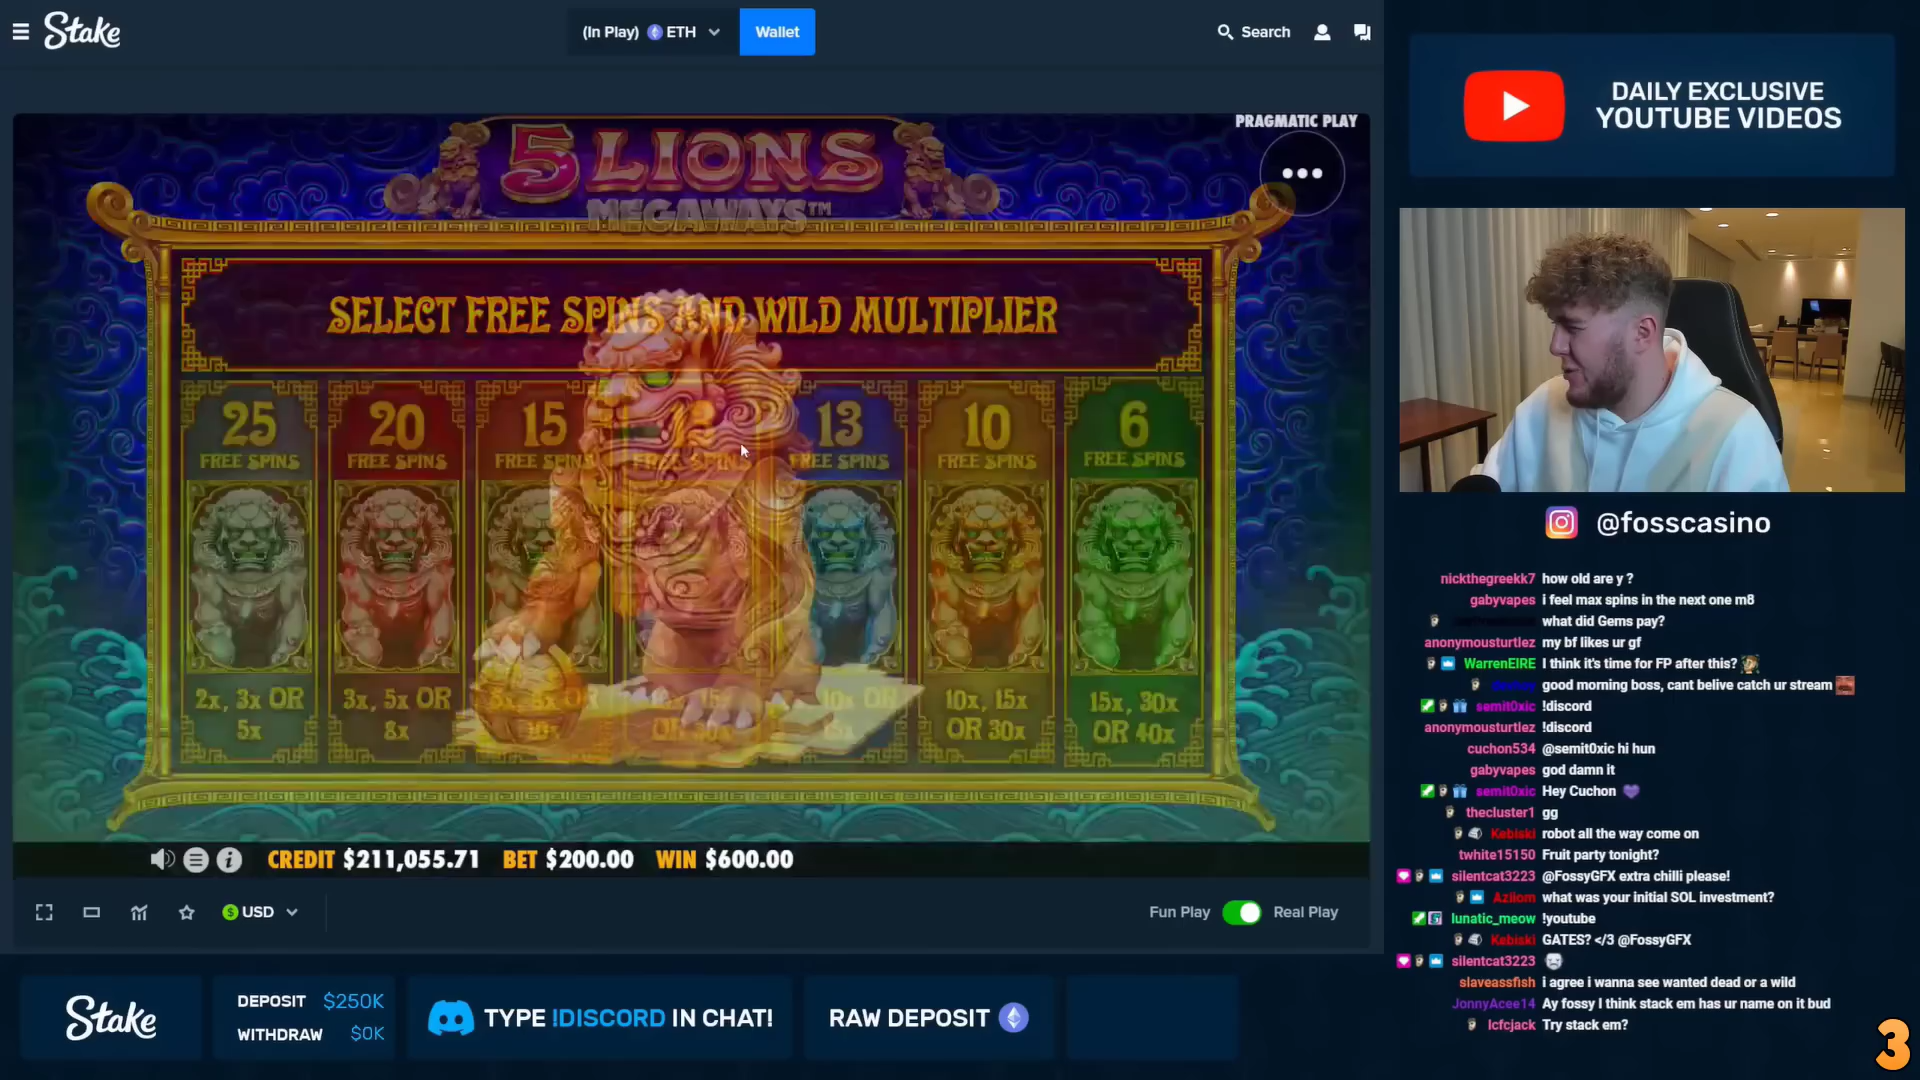 Stake
(In Play) ETH
Wallet
Search
PRAGMATIC PLAY
5 LIONS
MEGAWAYS™
SELECT FREE SPINS AND WILD MULTIPLIER
25
FREE SPINS
2x, 3x OR
5x
20
FREE SPINS
3x, 5x OR
8x
15
FREE SPINS
10x
FREE SPINS
13
FREE SPINS
10x OR
15x
10
FREE SPINS
10x, 15x
OR 30x
6
FREE SPINS
15x, 30x
OR 40x
CREDIT $211,055.71 BET $200.00 WIN $600.00
USD
Fun Play Real Play
Stake
DEPOSIT $250K
WITHDRAW $0K
TYPE !DISCORD IN CHAT!
RAW DEPOSIT
DAILY EXCLUSIVE
YOUTUBE VIDEOS
@fosscasino
nickthegreekk7 how old are y ?
gabyvapes i feel max spins in the next one m8
what did Gems pay?
anonymousturtlez my bf likes ur gf
WarrenEIRE I think it's time for FP after this?
good morning boss, cant belive catch ur stream
semit0xic !discord
anonymousturtlez !discord
cuchon534 @semit0xic hi hun
gabyvapes god damn it
semit0xic Hey Cuchon
thecluster1 gg
Kebiski robot all the way come on
twhite15150 Fruit party tonight?
silentcat3223 @FossyGFX extra chilli please!
Aziiom what was your initial SOL investment?
lunatic_meow !youtube
Kebiski GATES? </3 @FossyGFX
silentcat3223
slaveassfish i agree i wanna see wanted dead or a wild
JonnyAcee14 Ay fossy I think stack em has ur name on it bud
lcfcjack Try stack em?
3